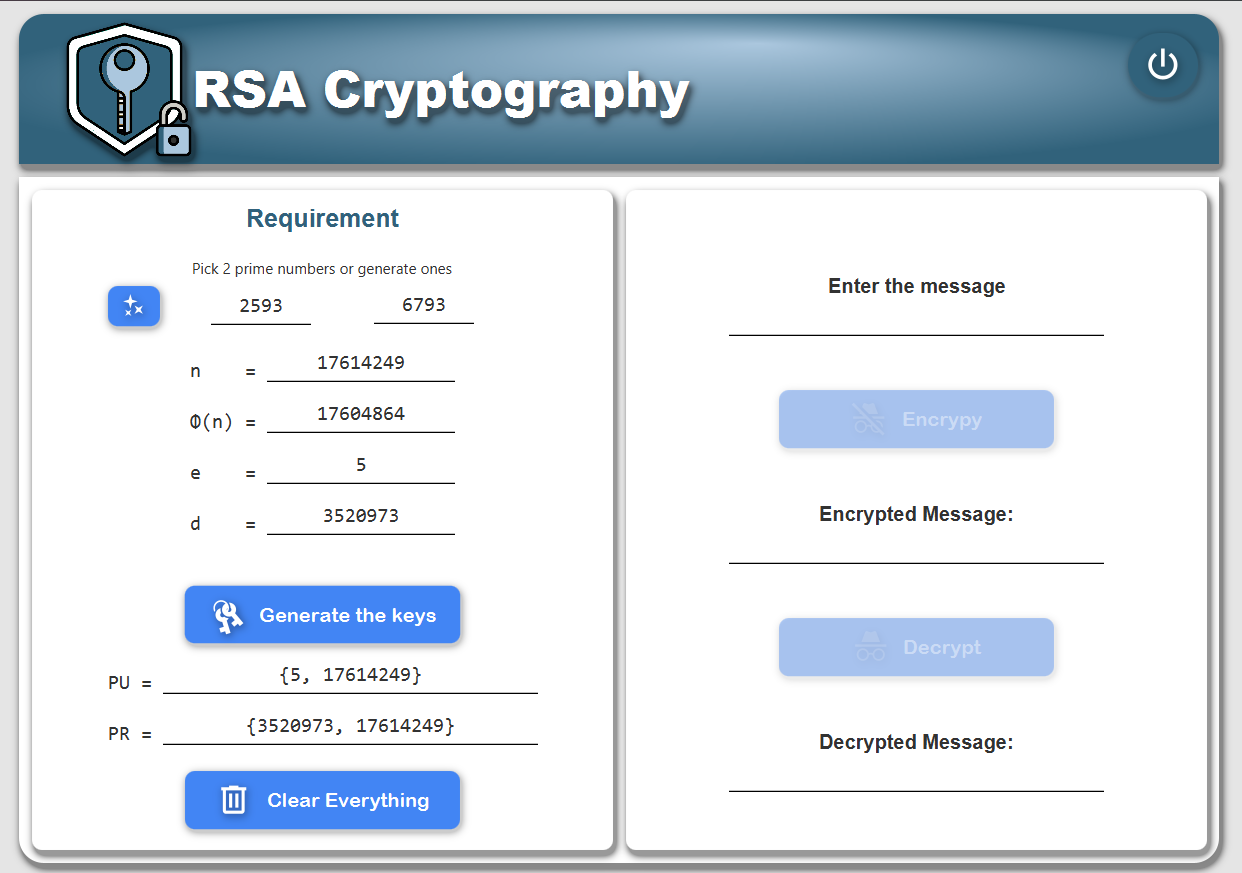 RSA Cryptography
Requirement
Pick 2 prime numbers or generate ones
2593 6793
n = 17614249
Φ(n) = 17604864
e = 5
d = 3520973
Generate the keys
PU = {5, 17614249}
PR = {3520973, 17614249}
Clear Everything
Enter the message
Encrypy
Encrypted Message:
Decrypt
Decrypted Message: